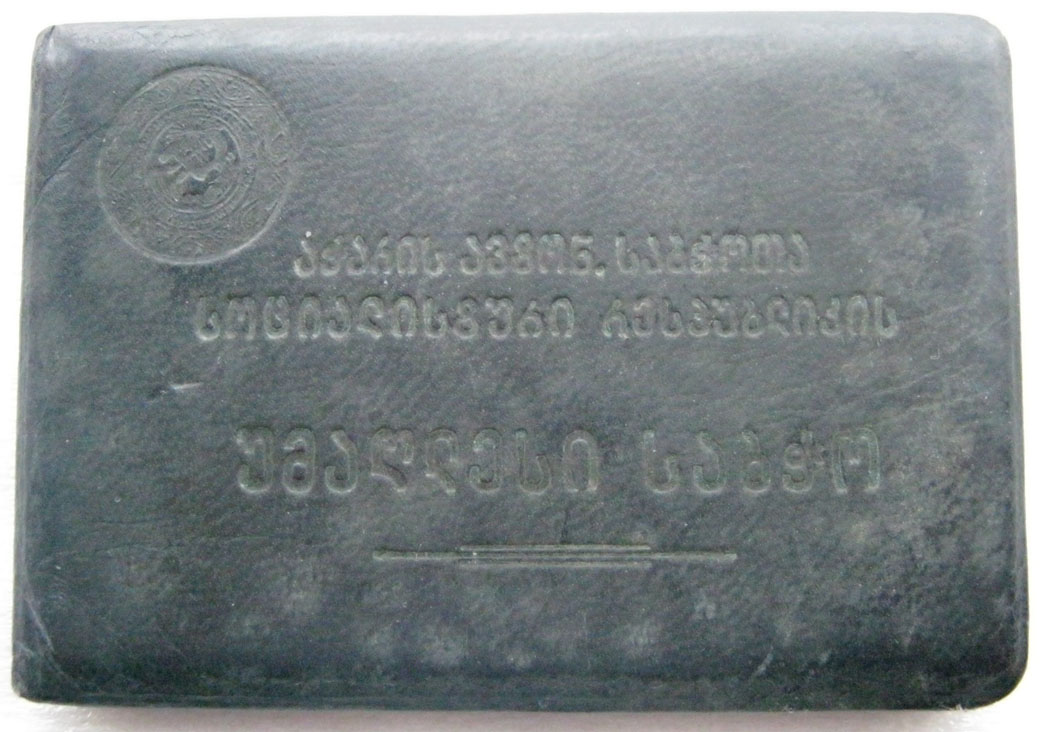 აჭარის ავტონ. საბჭოთა
სოციალისტური რესპუბლიკის
უმაღლესი საბჭო